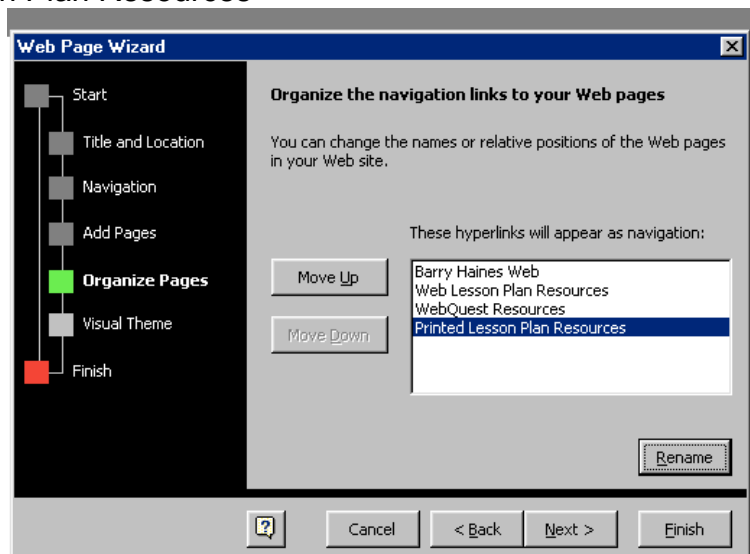 Plan Resources
Web Page Wizard
Start
Title and Location
Navigation
Add Pages
Organize Pages
Visual Theme
Finish
Organize the navigation links to your Web pages
You can change the names or relative positions of the Web pages
in your Web site.
These hyperlinks will appear as navigation:
Move Up
Move Down
Barry Haines Web
Web Lesson Plan Resources
WebQuest Resources
Printed Lesson Plan Resources
Rename
?
Cancel
< Back
Next >
Finish